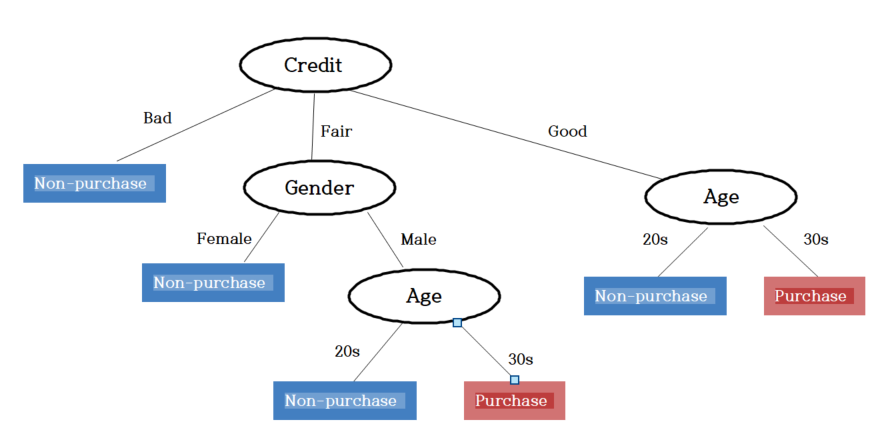 Credit
Bad
Fair
Good
Non-purchase
Gender
Age
Female
Male
20s
30s
Non-purchase
Age
Non-purchase
Purchase
20s
30s
Non-purchase
Purchase